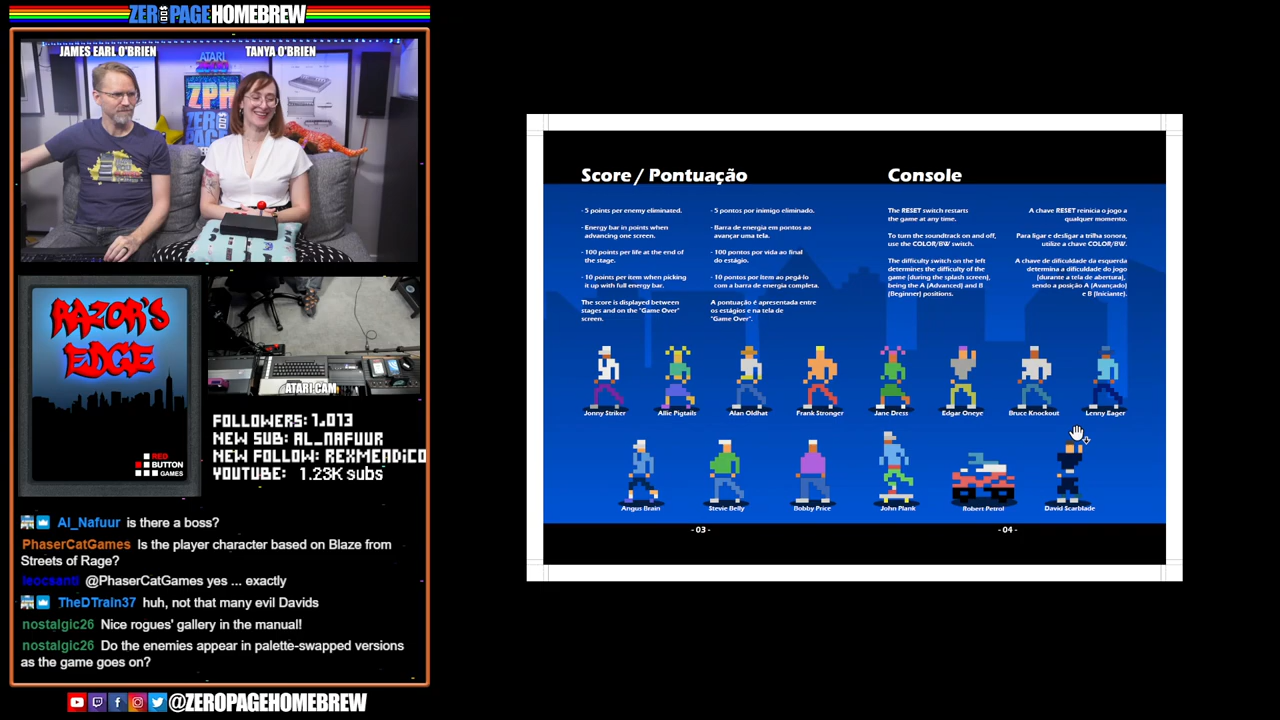 ZEROPAGE HOMEBREW
JAMES EARL O'BRIEN
TANYA O'BRIEN
ATARI
ZPH
ZERO
PAGE
RAZOR'S
EDGE
RED
BUTTON
GAMES
ATARI CAM
FOLLOWERS: 1,013
NEW SUB: AL_NAFUUR
NEW FOLLOW: REXMENDICO
YOUTUBE: 1.23K subs
Al_Nafuur is there a boss?
PhaserCatGames Is the player character based on Blaze from
Streets of Rage?
leocsanti @PhaserCatGames yes ... exactly
TheDTrain37 huh, not that many evil Davids
nostalgic26 Nice rogues' gallery in the manual!
nostalgic26 Do the enemies appear in palette-swapped versions
as the game goes on?
@ZEROPAGEHOMEBREW
Score / Pontuação
- 5 points per enemy eliminated.
- Energy bar in points when
advancing one screen.
- 100 points per life at the end of
the stage.
- 10 points per item when picking
it up with full energy bar.
The score is displayed between
stages and on the "Game Over"
screen.
- 5 pontos por inimigo eliminado.
- Barra de energia em pontos ao
avançar uma tela.
- 100 pontos por vida ao final
do estágio.
- 10 pontos por item ao pegá-lo
com a barra de energia completa.
A pontuação é apresentada entre
os estágios e na tela de
"Game Over".
Console
The RESET switch restarts
the game at any time.
To turn the soundtrack on and off,
use the COLOR/BW switch.
The difficulty switch on the left
determines the difficulty of the
game (during the splash screen),
being the A (Advanced) and B
(Beginner) positions.
A chave RESET reinicia o jogo a
qualquer momento.
Para ligar e desligar a trilha sonora,
utilize a chave COLOR/BW.
A chave de dificuldade da esquerda
determina a dificuldade do jogo
(durante a tela de abertura),
sendo a posição A (Avançado)
e B (Iniciante).
Jonny Striker
Allie Pigtails
Alan Oldhat
Frank Stronger
Jane Dress
Edgar Oneye
Bruce Knockout
Lenny Eager
Angus Brain
Stevie Belly
Bobby Price
John Plank
Robert Petrol
David Scarblade
- 03 -
- 04 -